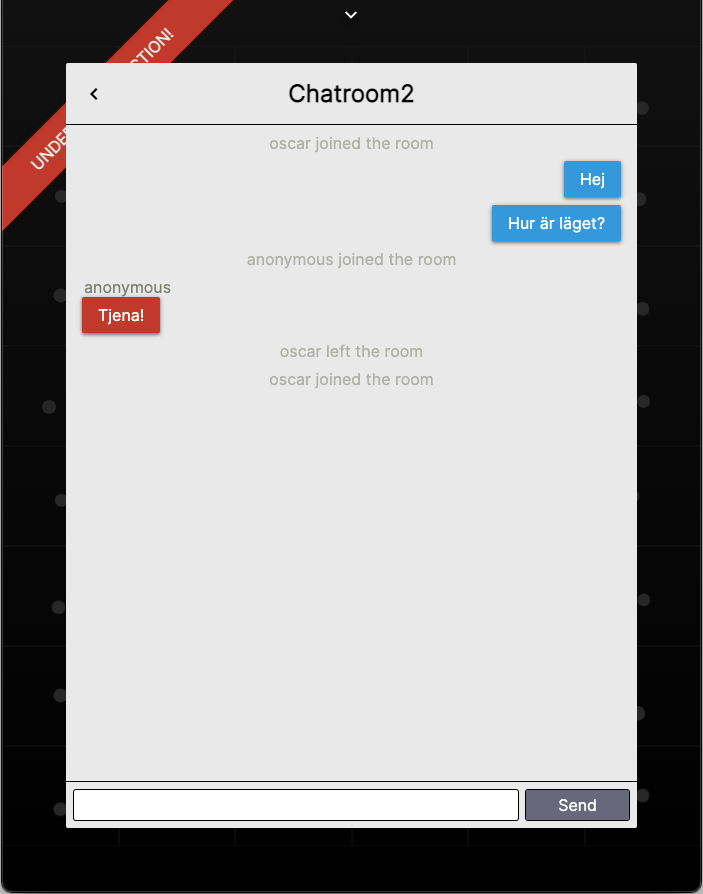 UNDE
CTION!
Chatroom2
oscar joined the room
Hej
Hur är läget?
anonymous joined the room
anonymous
Tjena!
oscar left the room
oscar joined the room
Send